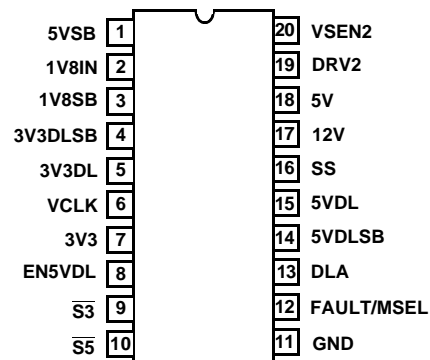 5VSB 1 20 VSEN2
1V8IN 2 19 DRV2
1V8SB 3 18 5V
3V3DLSB 4 17 12V
3V3DL 5 16 SS
VCLK 6 15 5VDL
3V3 7 14 5VDLSB
EN5VDL 8 13 DLA
S̅3̅ 9 12 FAULT/MSEL
S̅5̅ 10 11 GND